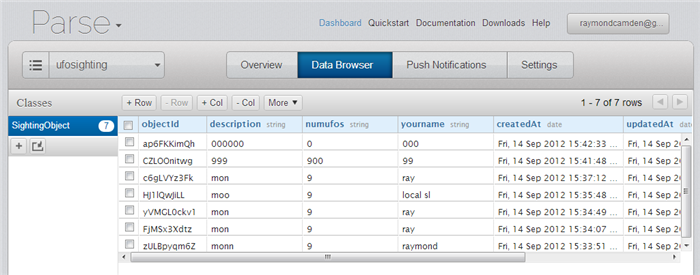 Parse
Dashboard Quickstart Documentation Downloads Help raymondcamden@g...
ufosighting Overview Data Browser Push Notifications Settings
Classes + Row - Row + Col - Col More 1 - 7 of 7 rows
SightingObject 7 objectId description string numufos string yourname string createdAt date updatedAt date
ap6FKKimQh 000000 0 000 Fri, 14 Sep 2012 15:42:33 ... Fri, 14 Sep 20
CZLOOnitwg 999 900 99 Fri, 14 Sep 2012 15:41:48 ... Fri, 14 Sep 20
c6gLVYz3Fk mon 9 ray Fri, 14 Sep 2012 15:37:12 ... Fri, 14 Sep 20
HJ1lQwJiLL moo 9 local sl Fri, 14 Sep 2012 15:35:48 ... Fri, 14 Sep 20
yVMGL0ckv1 mon 9 ray Fri, 14 Sep 2012 15:34:49 ... Fri, 14 Sep 20
FjMSx3Xdtz mon 9 ray Fri, 14 Sep 2012 15:34:07 ... Fri, 14 Sep 20
zULBpyqm6Z monn 9 raymond Fri, 14 Sep 2012 15:33:51 ... Fri, 14 Sep 20